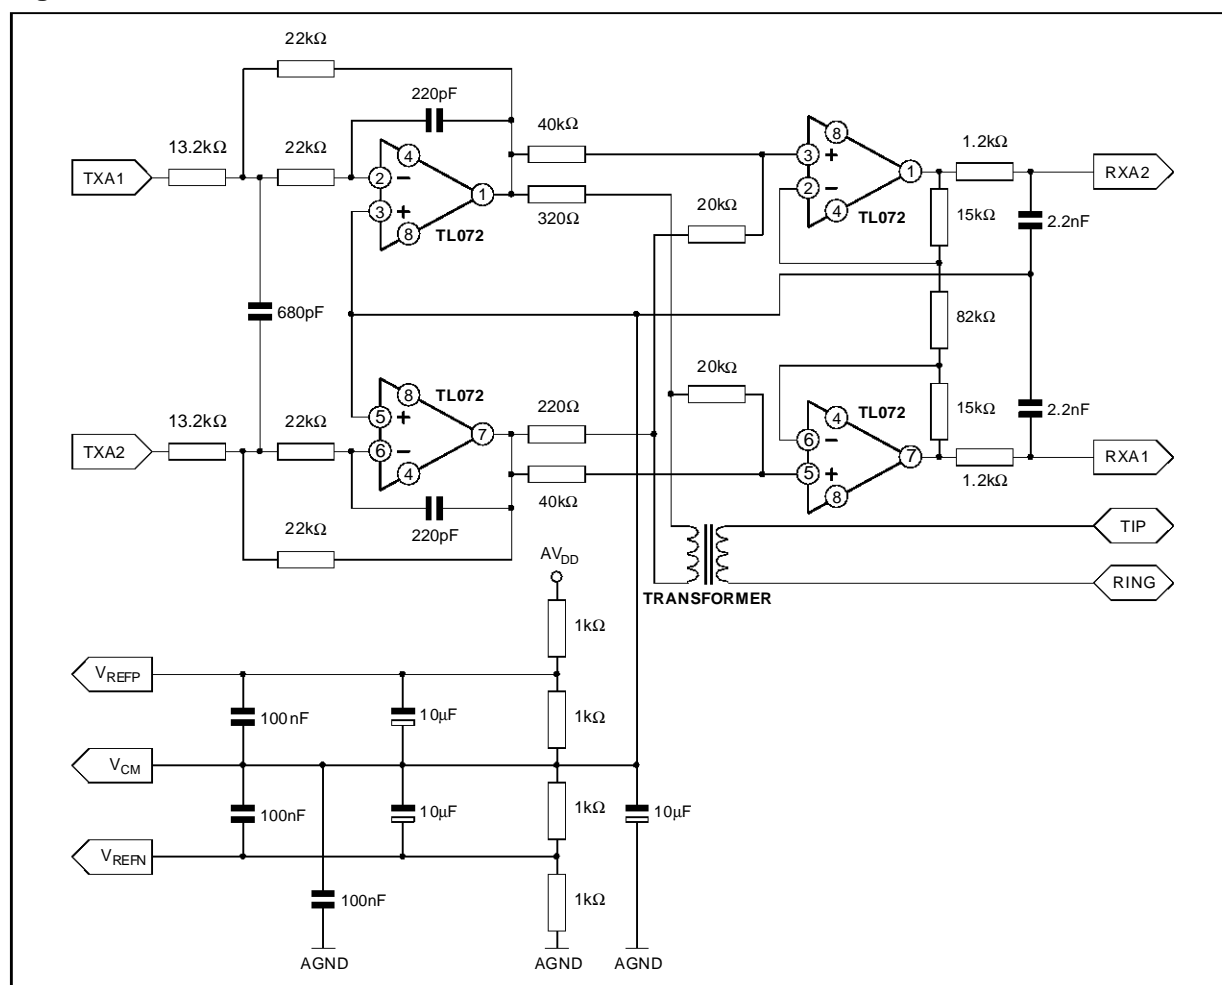 22kΩ
220pF
40kΩ
13.2kΩ
22kΩ
1.2kΩ
TXA1
2
−
4
1
3
+
8
TL072
320Ω
20kΩ
3
+
8
2
−
1
4
TL072
15kΩ
2.2nF
RXA2
680pF
82kΩ
20kΩ
TL072
8
5
+
7
6
−
4
220Ω
40kΩ
13.2kΩ
22kΩ
TXA2
220pF
22kΩ
TL072
4
6
−
7
5
+
8
15kΩ
2.2nF
1.2kΩ
RXA1
TIP
RING
TRANSFORMER
AVDD
1kΩ
VREFP
100nF
10µF
1kΩ
VCM
100nF
10µF
1kΩ
10µF
VREFN
100nF
1kΩ
AGND
AGND
AGND